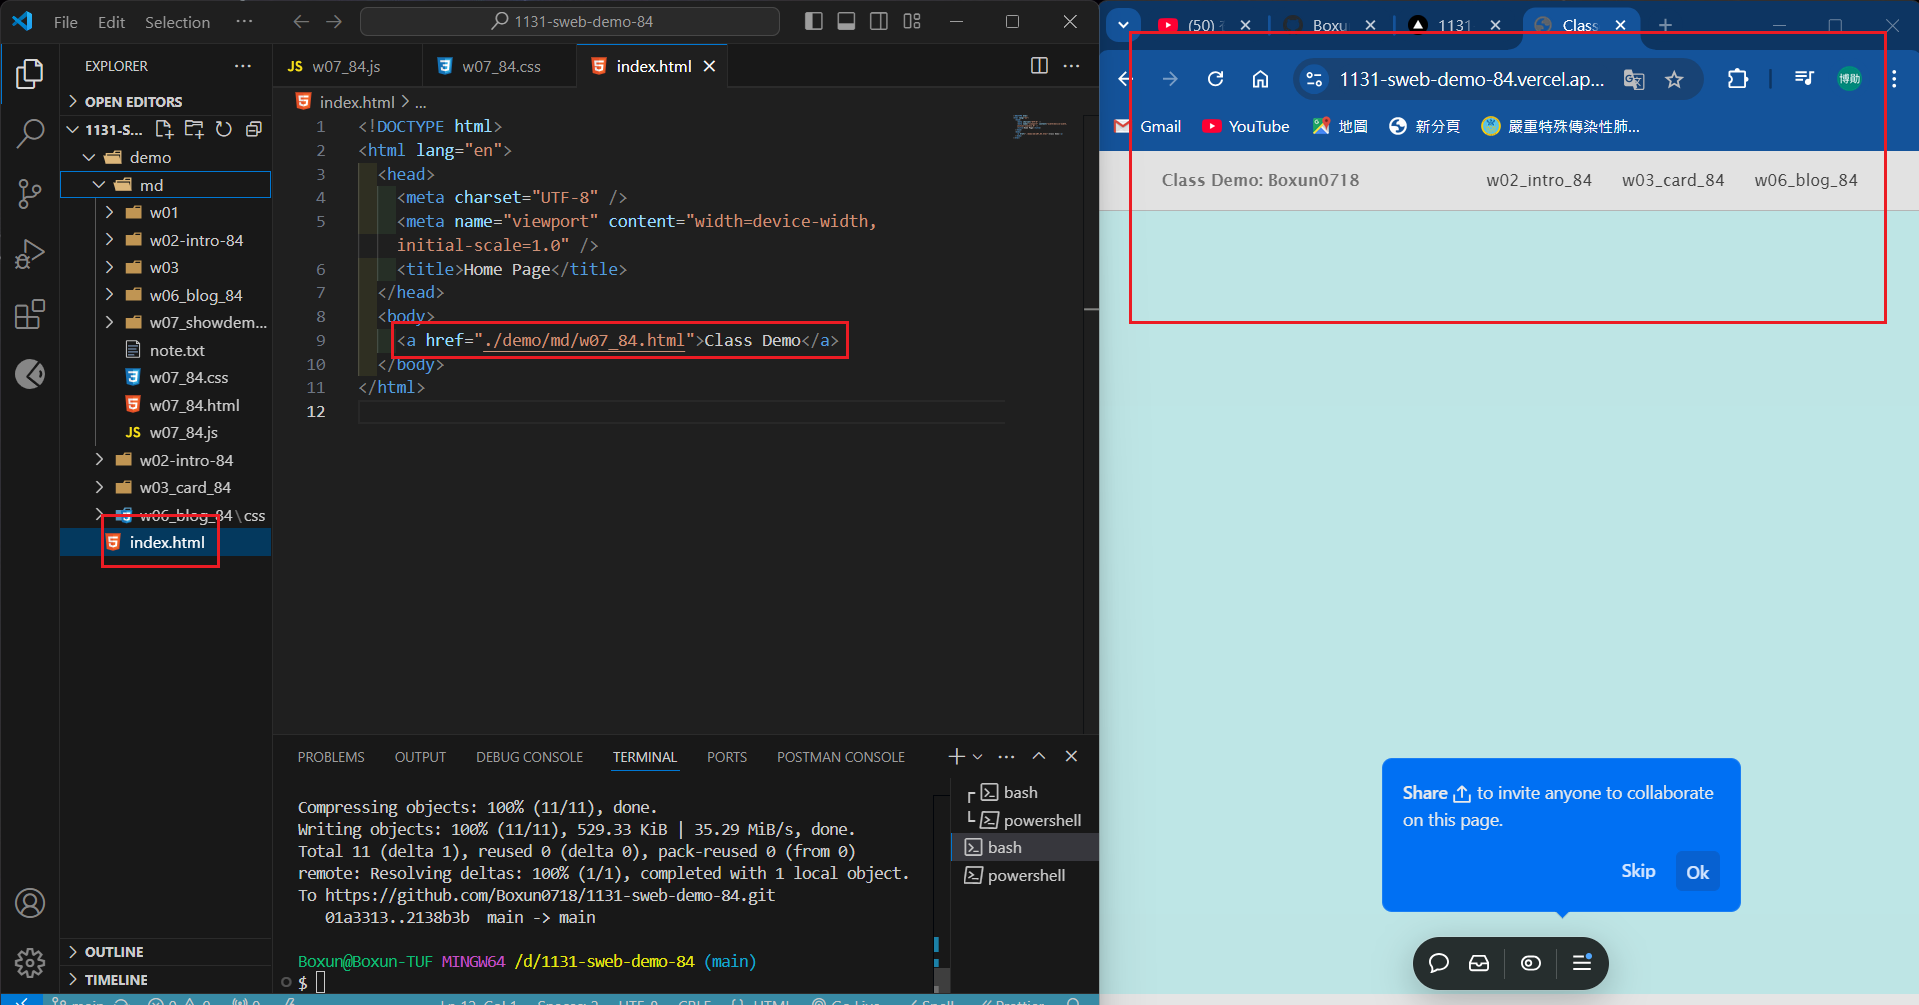 File Edit Selection ···
1131-sweb-demo-84
EXPLORER
OPEN EDITORS
1131-S...
demo
md
w01
w02-intro-84
w03
w06_blog_84
w07_showdem...
note.txt
w07_84.css
w07_84.html
w07_84.js
w02-intro-84
w03_card_84
w06_blog_84\css
index.html
OUTLINE
TIMELINE
JS w07_84.js
w07_84.css
index.html
index.html > ...
1 <!DOCTYPE html>
2 <html lang="en">
3 <head>
4 <meta charset="UTF-8" />
5 <meta name="viewport" content="width=device-width,
initial-scale=1.0" />
6 <title>Home Page</title>
7 </head>
8 <body>
9 <a href="./demo/md/w07_84.html">Class Demo</a>
10 </body>
11 </html>
12
PROBLEMS OUTPUT DEBUG CONSOLE TERMINAL PORTS POSTMAN CONSOLE
Compressing objects: 100% (11/11), done.
Writing objects: 100% (11/11), 529.33 KiB | 35.29 MiB/s, done.
Total 11 (delta 1), reused 0 (delta 0), pack-reused 0 (from 0)
remote: Resolving deltas: 100% (1/1), completed with 1 local object.
To https://github.com/Boxun0718/1131-sweb-demo-84.git
01a3313..2138b3b main -> main
Boxun@Boxun-TUF MINGW64 /d/1131-sweb-demo-84 (main)
$
bash
powershell
bash
powershell
(50)
Boxu
1131
Class
1131-sweb-demo-84.vercel.ap...
博勛
Gmail YouTube 地圖 新分頁 嚴重特殊傳染性肺...
Class Demo: Boxun0718 w02_intro_84 w03_card_84 w06_blog_84
Share to invite anyone to collaborate
on this page.
Skip Ok